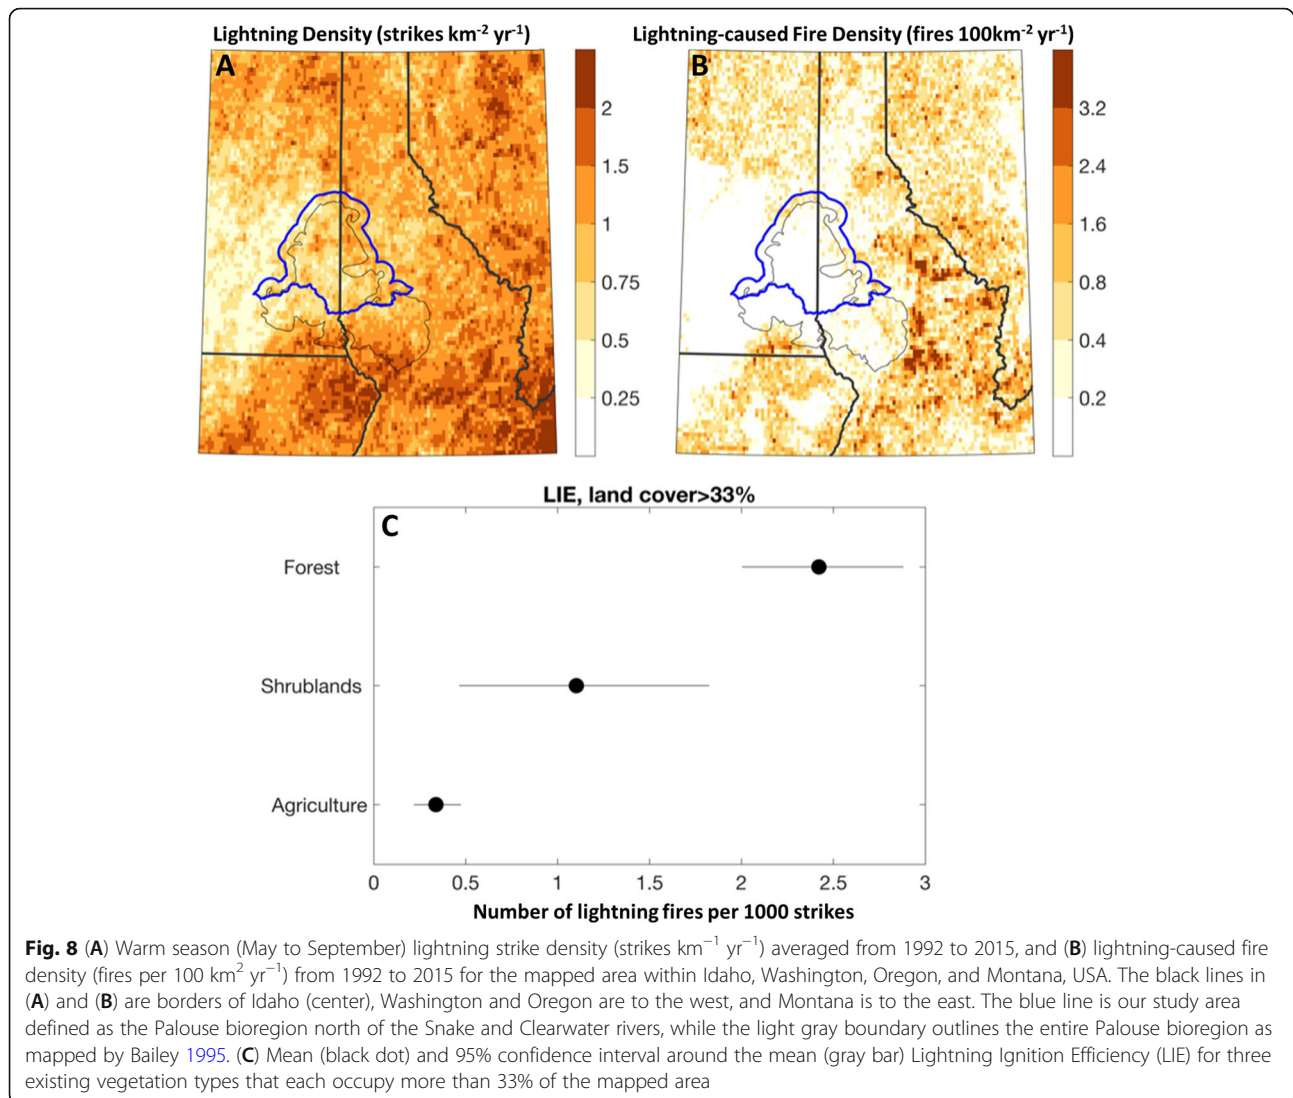 Lightning Density (strikes km⁻² yr⁻¹)
Lightning-caused Fire Density (fires 100km⁻² yr⁻¹)
A
2
1.5
1
0.75
0.5
0.25
B
3.2
2.4
1.6
0.8
0.4
0.2
LIE, land cover>33%
C
Forest
Shrublands
Agriculture
0 0.5 1 1.5 2 2.5 3
Number of lightning fires per 1000 strikes
Fig. 8 (A) Warm season (May to September) lightning strike density (strikes km⁻¹ yr⁻¹) averaged from 1992 to 2015, and (B) lightning-caused fire
density (fires per 100 km² yr⁻¹) from 1992 to 2015 for the mapped area within Idaho, Washington, Oregon, and Montana, USA. The black lines in
(A) and (B) are borders of Idaho (center), Washington and Oregon are to the west, and Montana is to the east. The blue line is our study area
defined as the Palouse bioregion north of the Snake and Clearwater rivers, while the light gray boundary outlines the entire Palouse bioregion as
mapped by Bailey 1995. (C) Mean (black dot) and 95% confidence interval around the mean (gray bar) Lightning Ignition Efficiency (LIE) for three
existing vegetation types that each occupy more than 33% of the mapped area